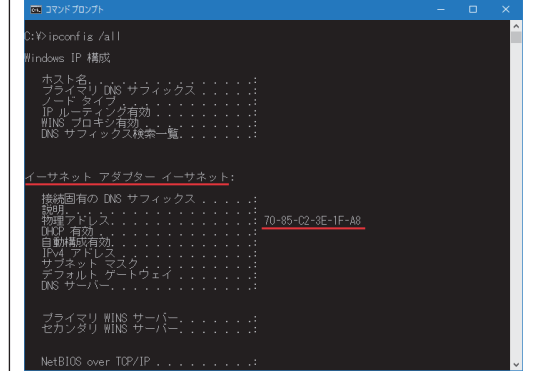 コマンドプロンプト
C:¥>ipconfig /all
Windows IP 構成
ホスト名. . . . . . . . . . . . . . .:
プライマリ DNS サフィックス . . . . .:
ノード タイプ . . . . . . . . . . . .:
IP ルーティング有効 . . . . . . . . .:
WINS プロキシ有効 . . . . . . . . . .:
DNS サフィックス検索一覧. . . . . . .:
イーサネット アダプター イーサネット:
接続固有の DNS サフィックス . . . . .:
説明. . . . . . . . . . . . . . . . .:
物理アドレス. . . . . . . . . . . . .: 70-85-C2-3E-1F-A8
DHCP 有効 . . . . . . . . . . . . . .:
自動構成有効. . . . . . . . . . . . .:
IPv4 アドレス . . . . . . . . . . . .:
サブネット マスク . . . . . . . . . .:
デフォルト ゲートウェイ . . . . . . .:
DNS サーバー. . . . . . . . . . . . .:
プライマリ WINS サーバー. . . . . . .:
セカンダリ WINS サーバー. . . . . . .:
NetBIOS over TCP/IP . . . . . . . . .: